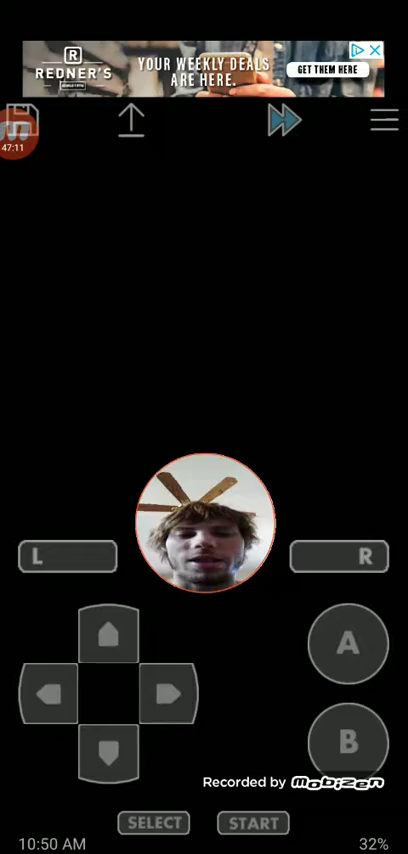 R
REDNER'S
YOUR WEEKLY DEALS
ARE HERE.
GET THEM HERE
47:11
L
R
A
B
Recorded by Mobizen
SELECT
START
10:50 AM
32%